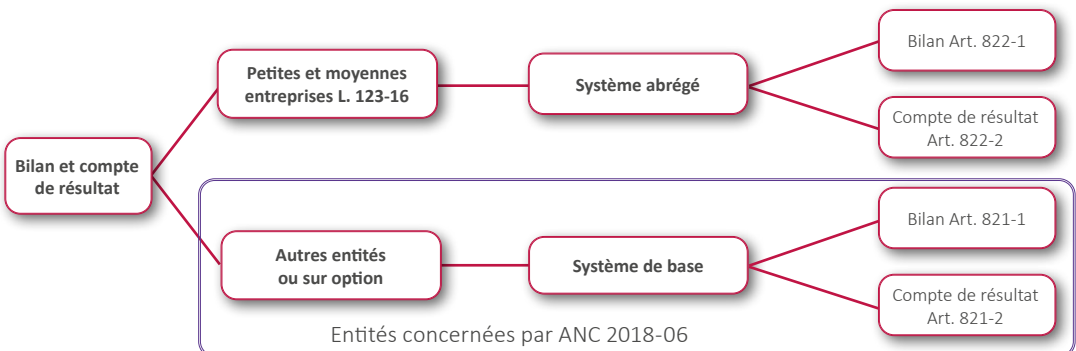 Bilan et compte
de résultat
Petites et moyennes
entreprises L. 123-16
Système abrégé
Bilan Art. 822-1
Compte de résultat
Art. 822-2
Autres entités
ou sur option
Système de base
Bilan Art. 821-1
Compte de résultat
Art. 821-2
Entités concernées par ANC 2018-06